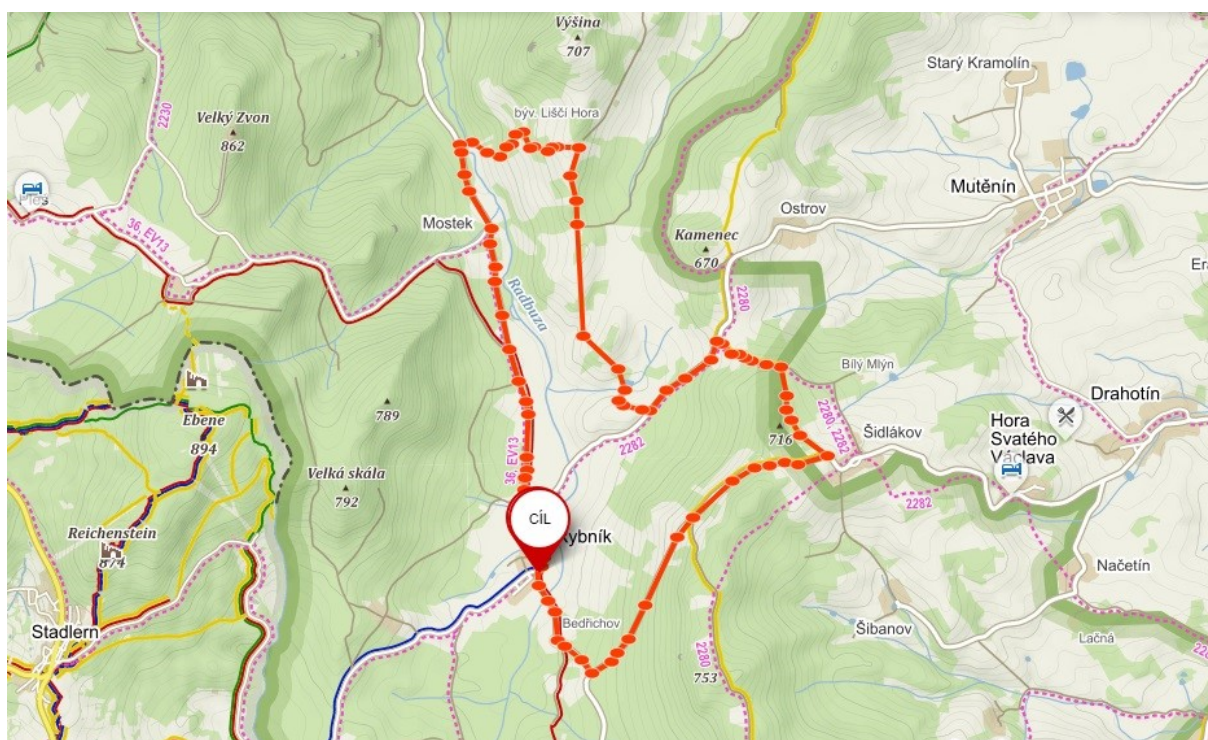 Výšina
707
Starý Kramolín
2230
Velký Zvon
862
býv. Liščí Hora
Mutěnín
Ples
Ostrov
Mostek
36, EV13
Kamenec
670
Radbuza
2280
Bílý Mlýn
Drahotín
789
Ebene
894
716
2280, 2282
Šidlákov
Hora
Svatého
Václava
2282
36, EV13
Velká skála
792
2282
CÍL
Rybník
Reichenstein
874
Načetín
Stadlern
Bedřichov
Šibanov
Lačná
2280
753
2280